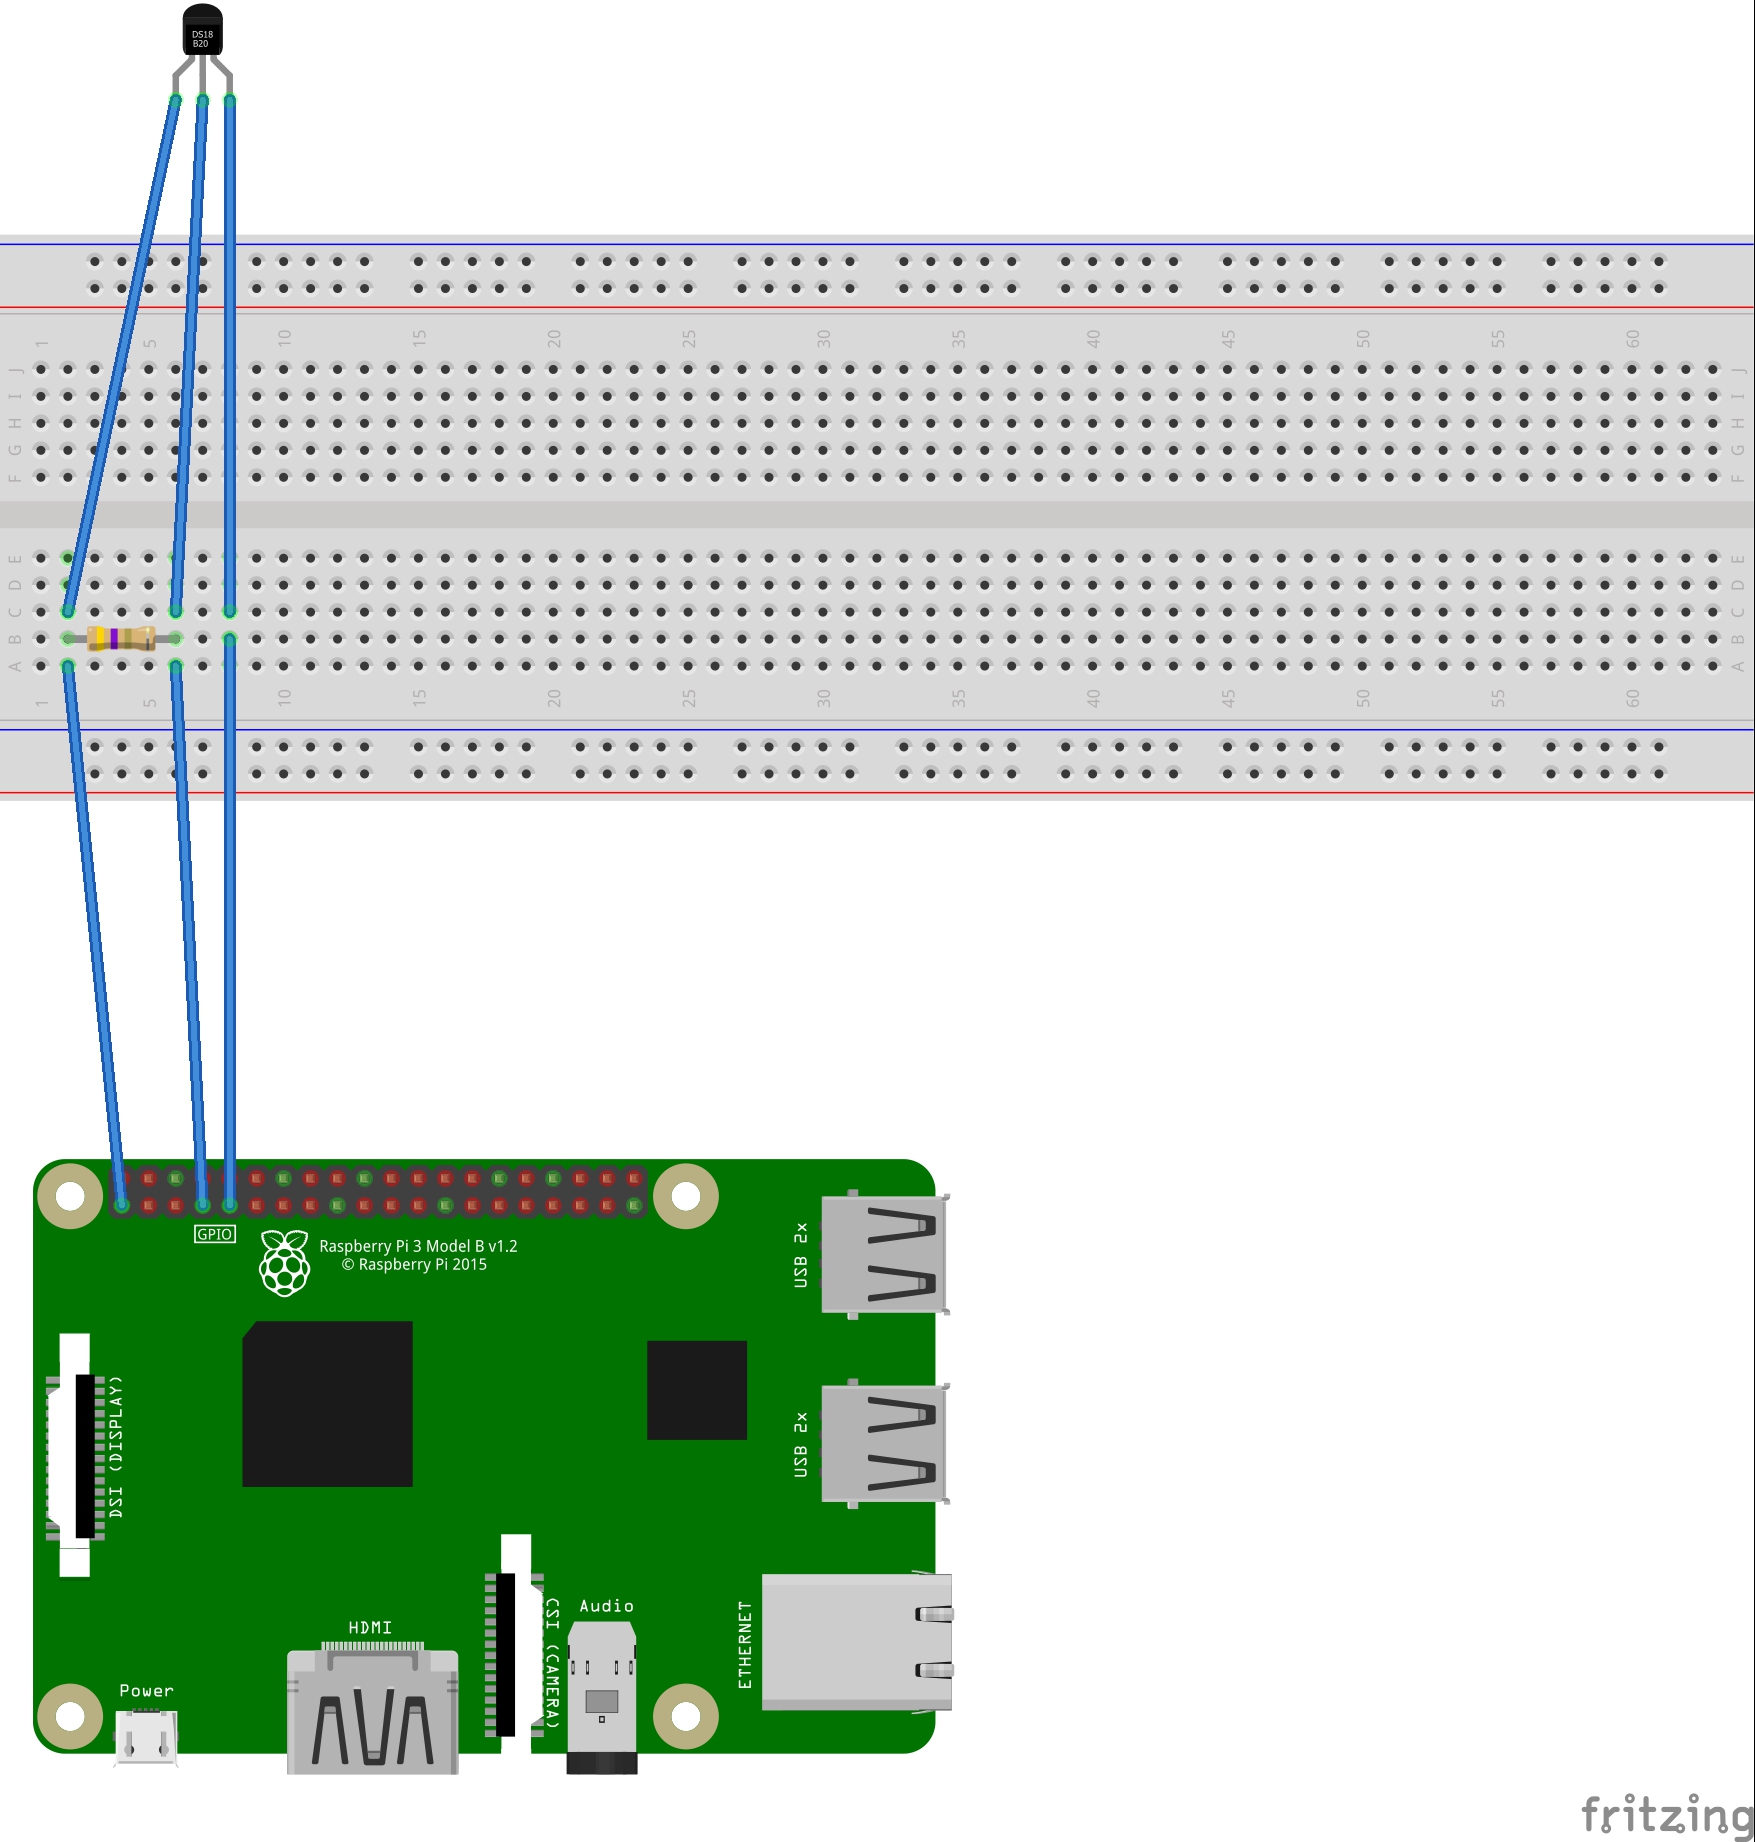 DS18
B20
1 5 10 15 20 25 30 35 40 45 50 55 60
J J
I I
H H
G G
F F
E E
D D
C C
B B
A A
1 5 10 15 20 25 30 35 40 45 50 55 60
GPIO
Raspberry Pi 3 Model B v1.2
© Raspberry Pi 2015
USB 2x
DSI (DISPLAY)
USB 2x
HDMI
CSI (CAMERA)
Audio
ETHERNET
Power
fritzing